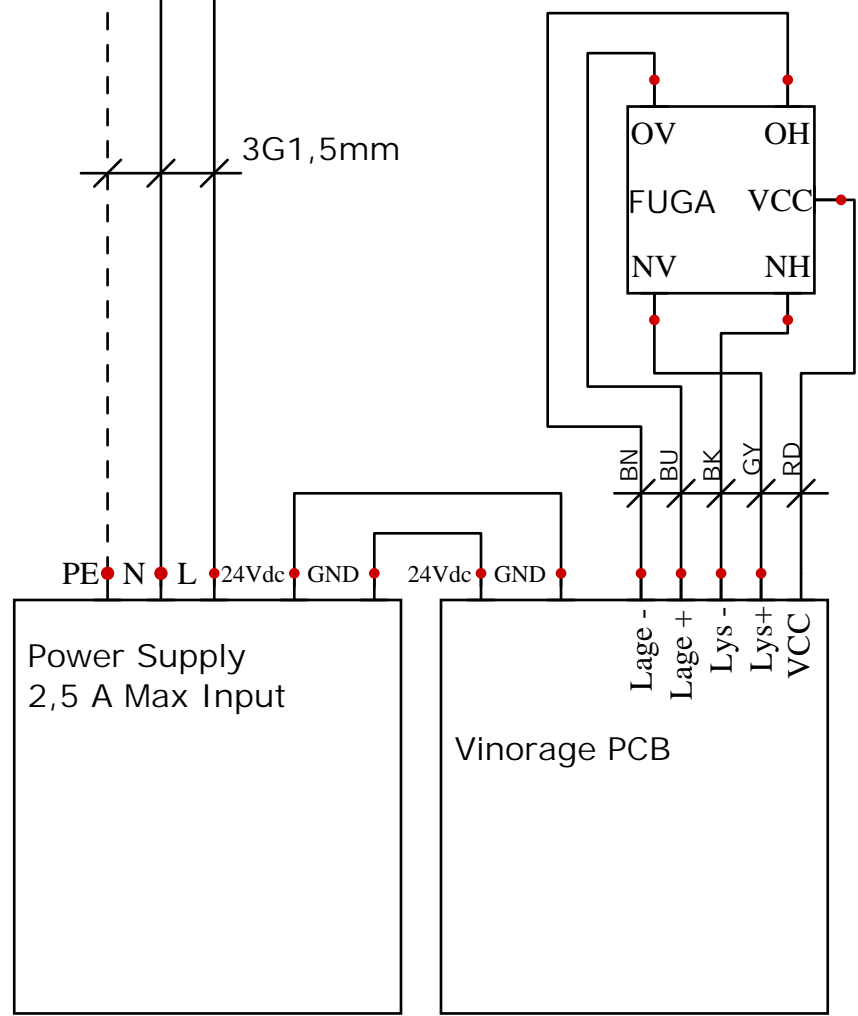 3G1,5mm
OV OH
FUGA VCC
NV NH
BN BU BK GY RD
PE N L 24Vdc GND 24Vdc GND
Lage - Lage + Lys - Lys+ VCC
Power Supply
2,5 A Max Input
Vinorage PCB